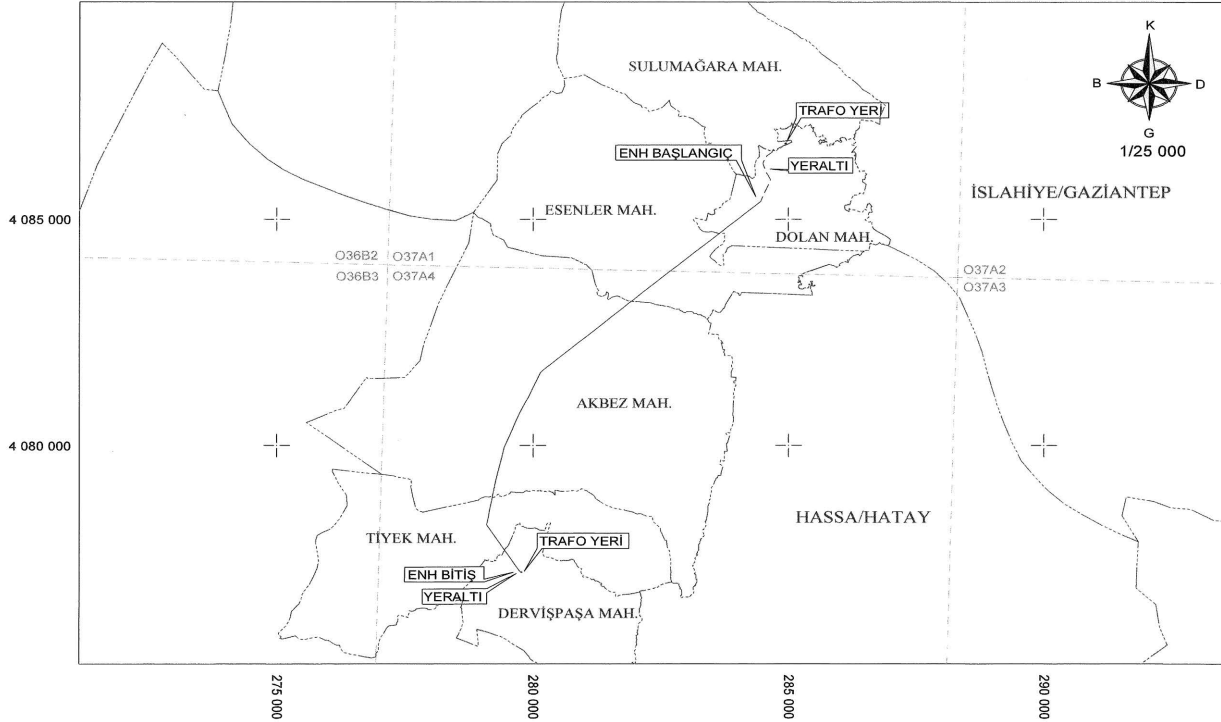 K
B
D
G
1/25 000
SULUMAĞARA MAH.
TRAFO YERİ
ENH BAŞLANGIÇ
YERALTI
İSLAHİYE/GAZİANTEP
4 085 000
ESENLER MAH.
DOLAN MAH.
O36B2 O37A1
O36B3 O37A4
O37A2
O37A3
AKBEZ MAH.
4 080 000
HASSA/HATAY
TİYEK MAH.
TRAFO YERİ
ENH BİTİŞ
YERALTI
DERVİŞPAŞA MAH.
275 000
280 000
285 000
290 000